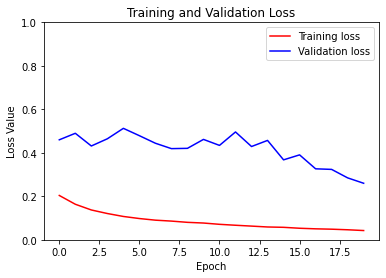 Training and Validation Loss
1.0
0.8
0.6
0.4
0.2
0.0
Loss Value
Training loss
Validation loss
0.0 2.5 5.0 7.5 10.0 12.5 15.0 17.5
Epoch